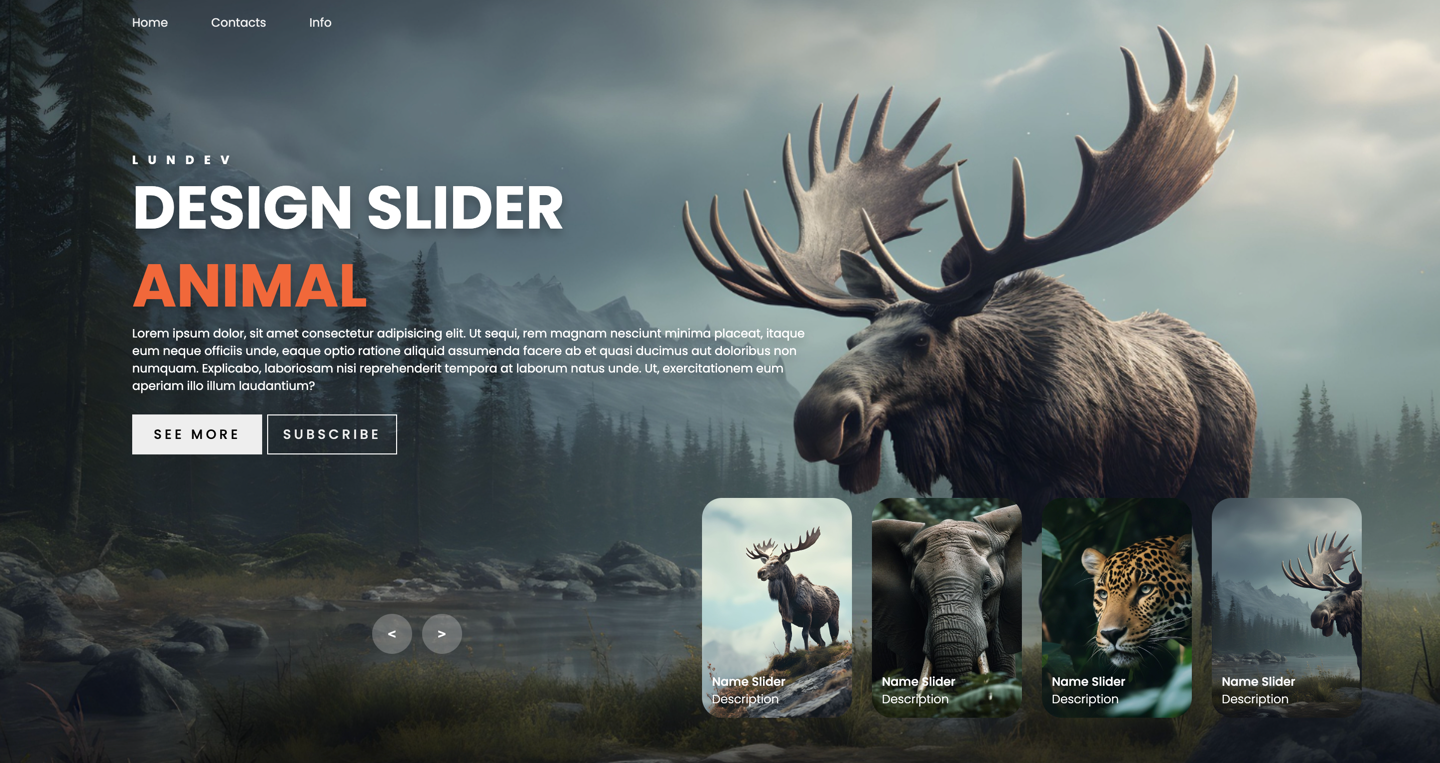 Home Contacts Info
LUNDEV
DESIGN SLIDER
ANIMAL
Lorem ipsum dolor, sit amet consectetur adipisicing elit. Ut sequi, rem magnam nesciunt minima placeat, itaque
eum neque officiis unde, eaque optio ratione aliquid assumenda facere ab et quasi ducimus aut doloribus non
numquam. Explicabo, laboriosam nisi reprehenderit tempora at laborum natus unde. Ut, exercitationem eum
aperiam illo illum laudantium?
SEE MORE SUBSCRIBE
< >
Name Slider
Description
Name Slider
Description
Name Slider
Description
Name Slider
Description